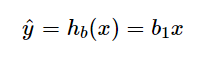 ŷ = h_b(x) = b_1x